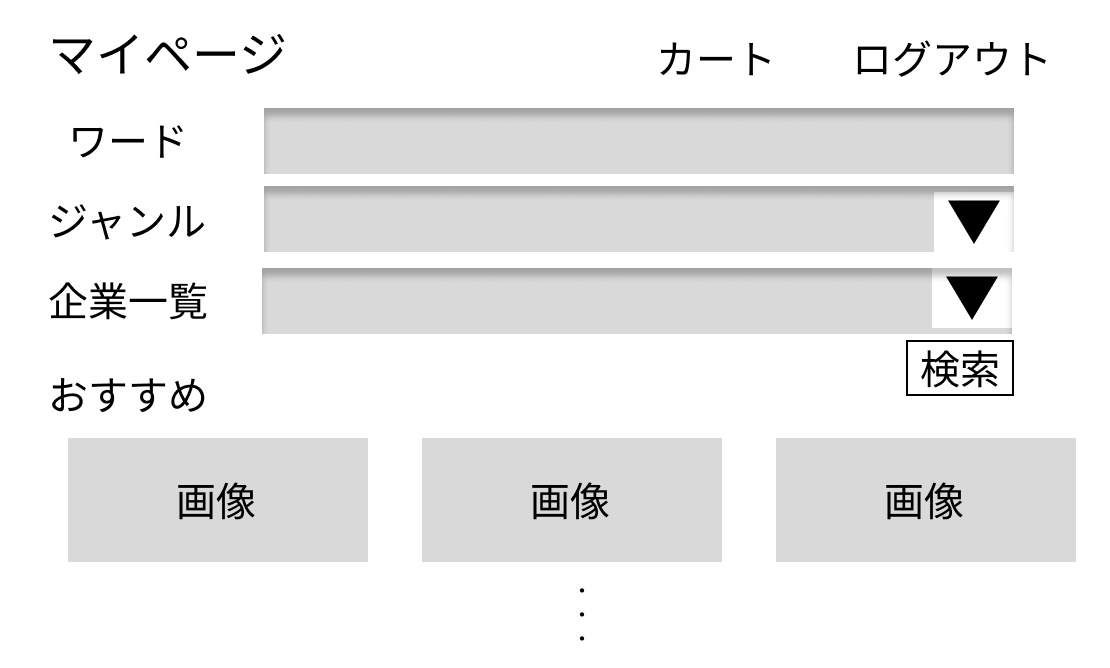 マイページ カート ログアウト
ワード
ジャンル ▼
企業一覧 ▼
検索
おすすめ
画像 画像 画像
・
・
・